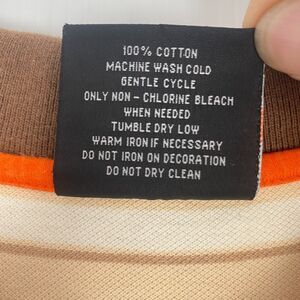 100% COTTON
MACHINE WASH COLD
GENTLE CYCLE
ONLY NON - CHLORINE BLEACH
WHEN NEEDED
TUMBLE DRY LOW
WARM IRON IF NECESSARY
DO NOT IRON ON DECORATION
DO NOT DRY CLEAN